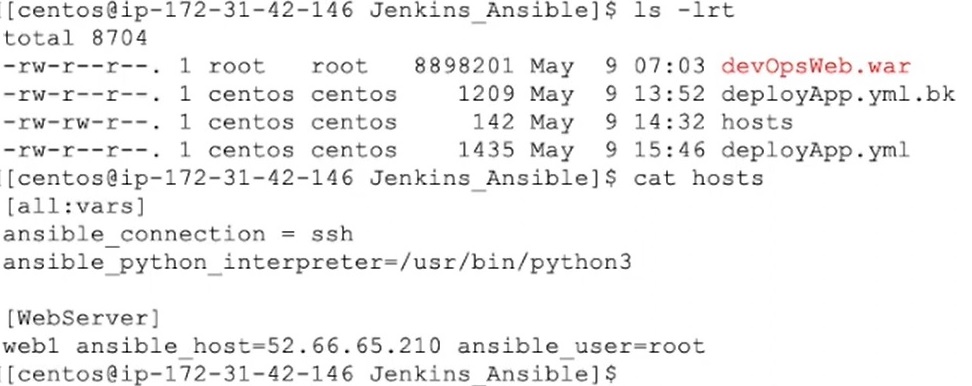 [centos@ip-172-31-42-146 Jenkins_Ansible]$ ls -lrt
total 8704
-rw-r--r--. 1 root   root   8898201 May  9 07:03 devOpsWeb.war
-rw-r--r--. 1 centos centos    1209 May  9 13:52 deployApp.yml.bk
-rw-rw-r--. 1 centos centos     142 May  9 14:32 hosts
-rw-r--r--. 1 centos centos    1435 May  9 15:46 deployApp.yml
[centos@ip-172-31-42-146 Jenkins_Ansible]$ cat hosts
[all:vars]
ansible_connection = ssh
ansible_python_interpreter=/usr/bin/python3
[WebServer]
web1 ansible_host=52.66.65.210 ansible_user=root
[centos@ip-172-31-42-146 Jenkins_Ansible]$